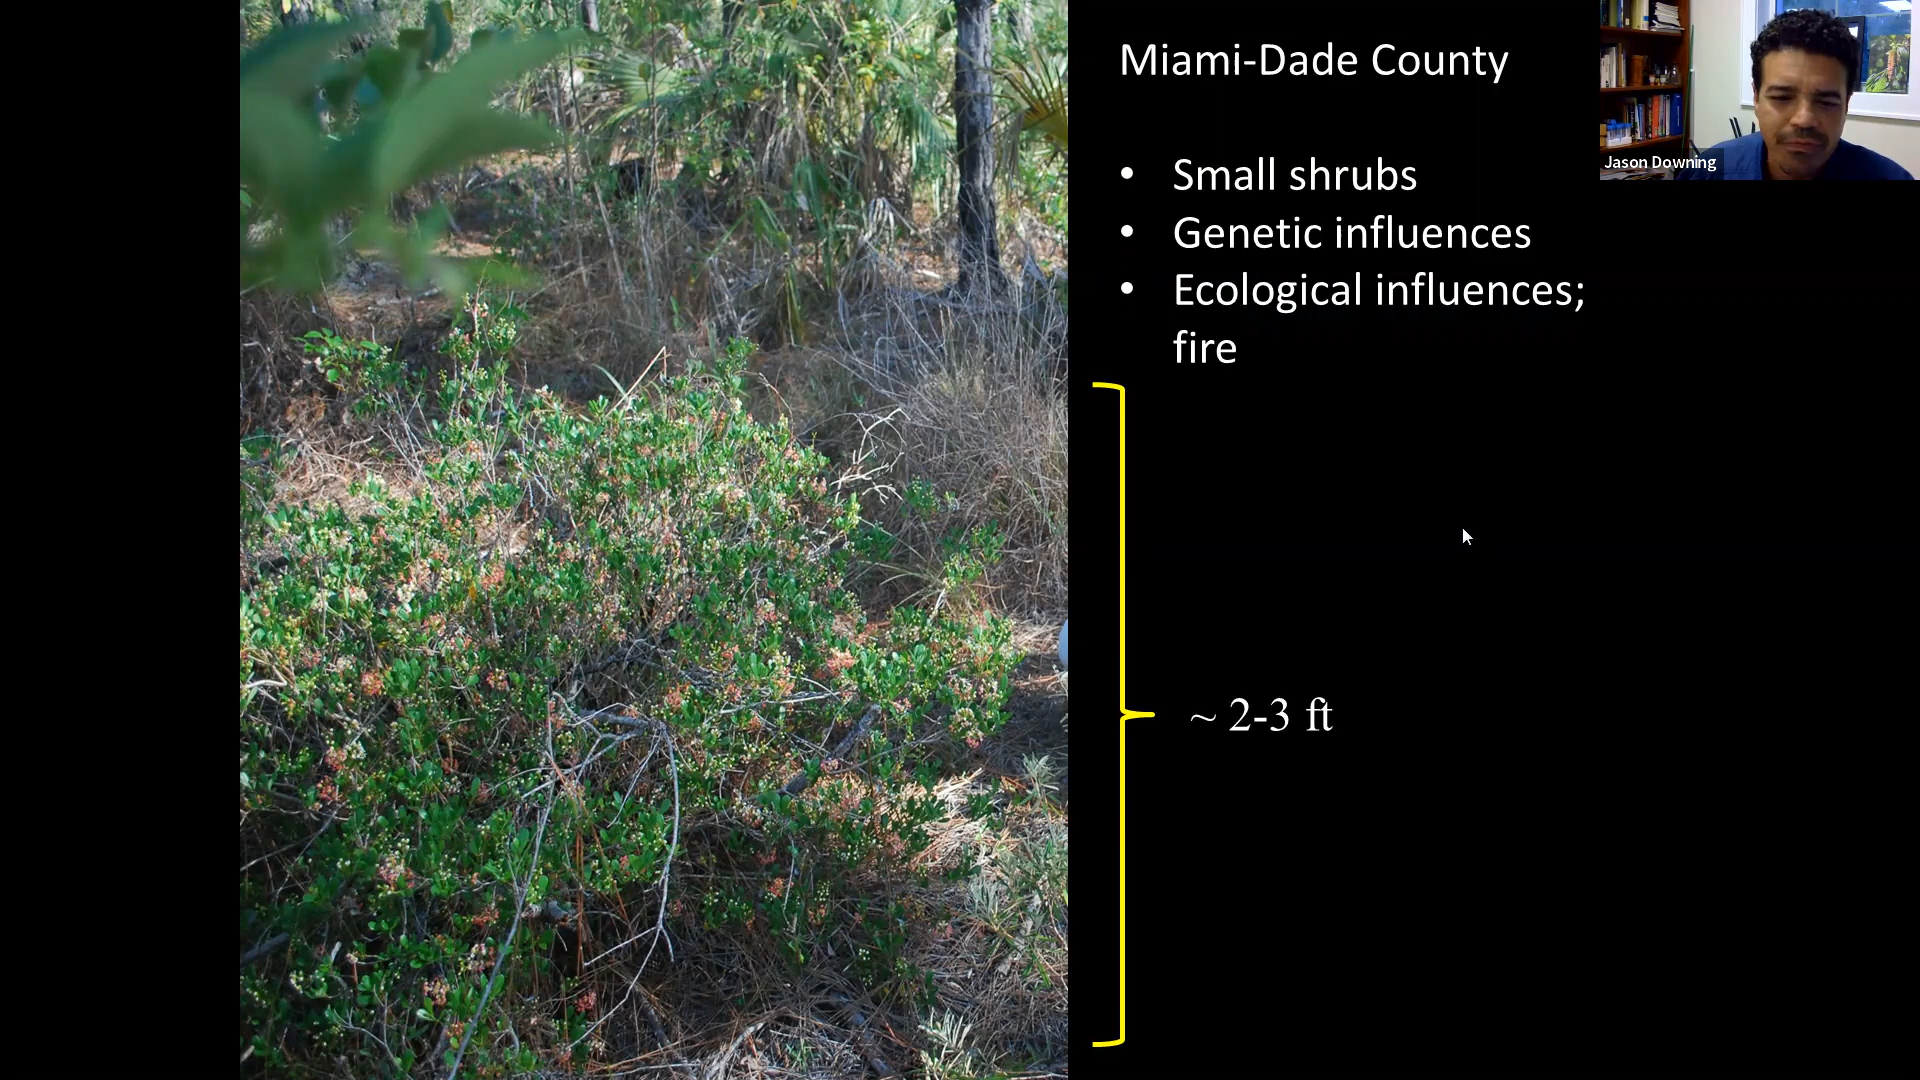 Miami-Dade County
Jason Downing
• Small shrubs
• Genetic influences
• Ecological influences;
fire
~ 2-3 ft